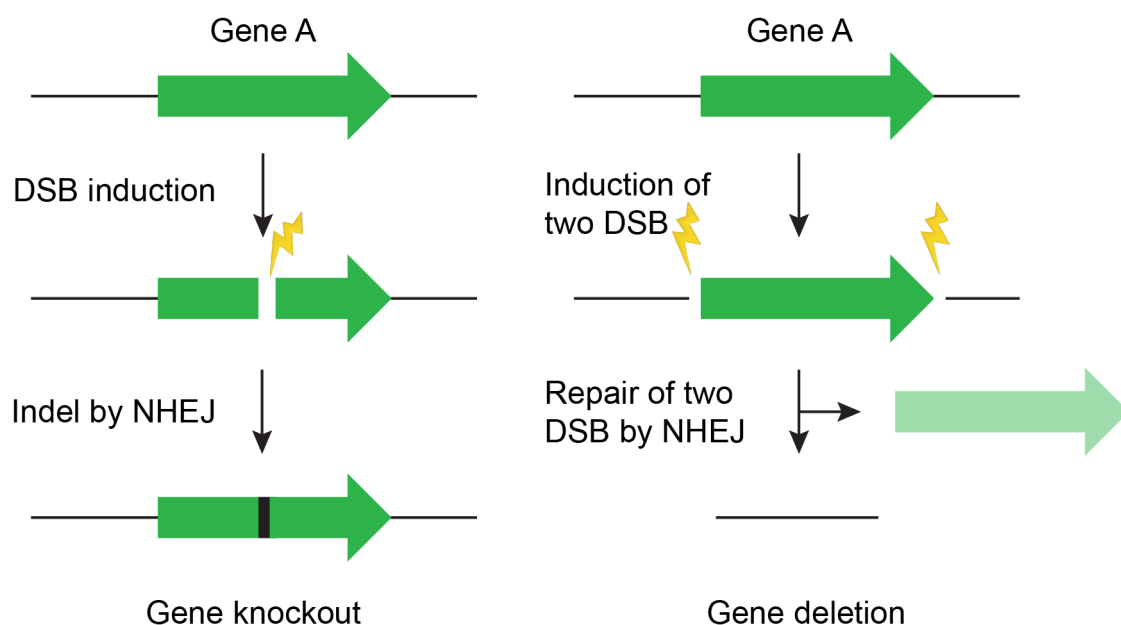 Gene A
DSB induction
Indel by NHEJ
Gene knockout
Gene A
Induction of
two DSB
Repair of two
DSB by NHEJ
Gene deletion